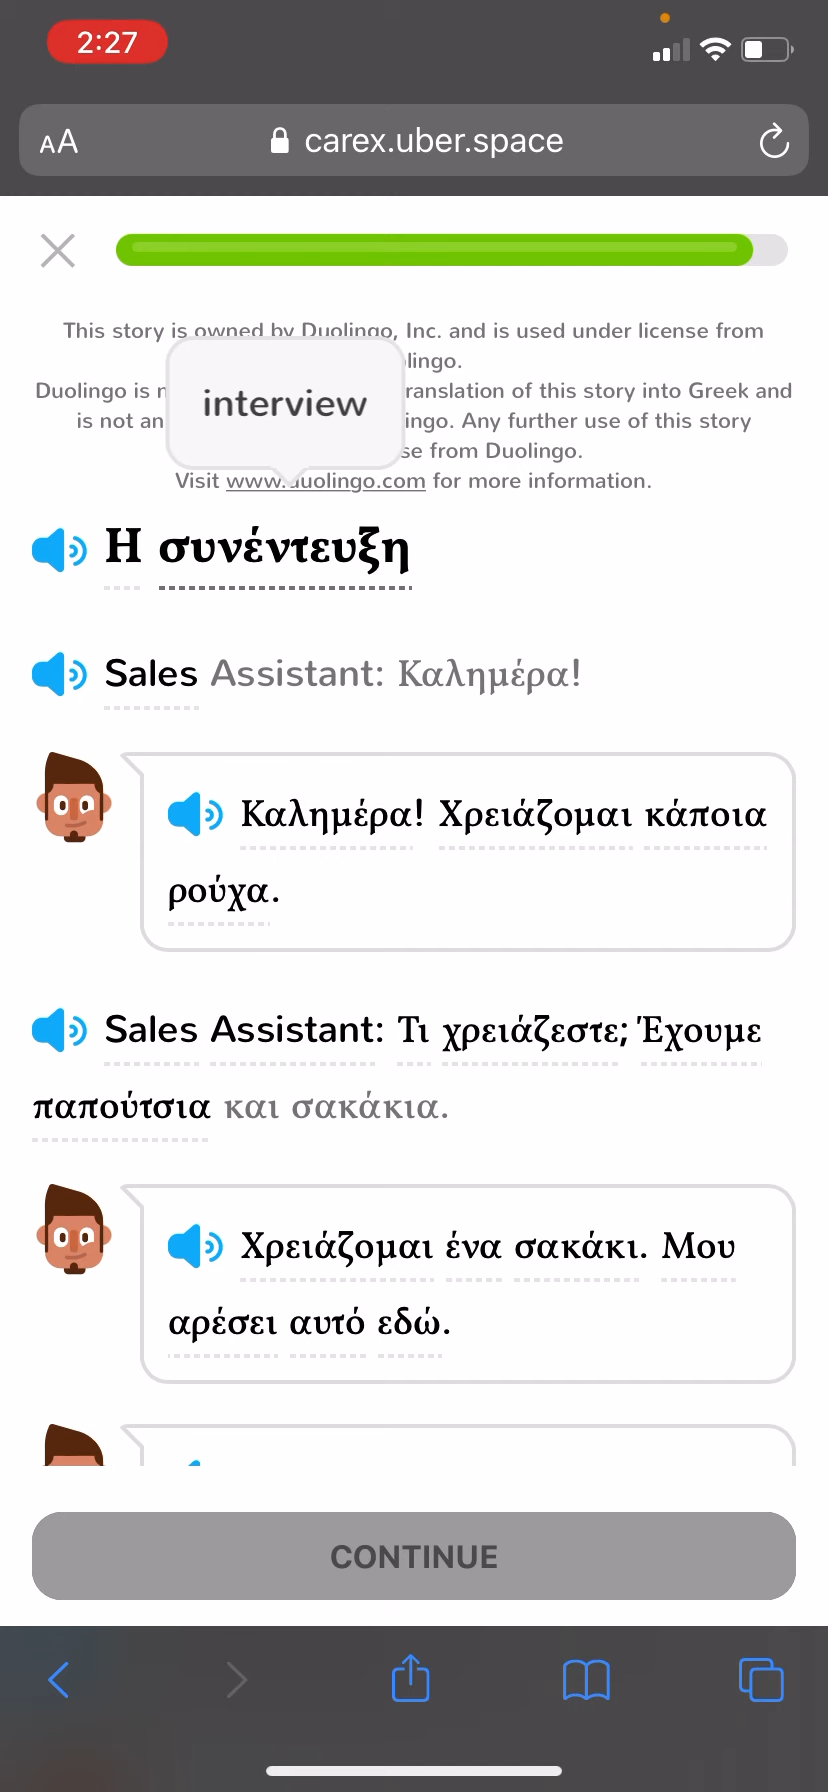 2:27
AA carex.uber.space
This story is owned by Duolingo, Inc. and is used under license from
lingo.
Duolingo is ranslation of this story into Greek and
is not an ingo. Any further use of this story
se from Duolingo.
interview
Visit www.duolingo.com for more information.
Η συνέντευξη
Sales Assistant: Καλημέρα!
Καλημέρα! Χρειάζομαι κάποια
ρούχα.
Sales Assistant: Τι χρειάζεστε; Έχουμε
παπούτσια και σακάκια.
Χρειάζομαι ένα σακάκι. Μου
αρέσει αυτό εδώ.
CONTINUE